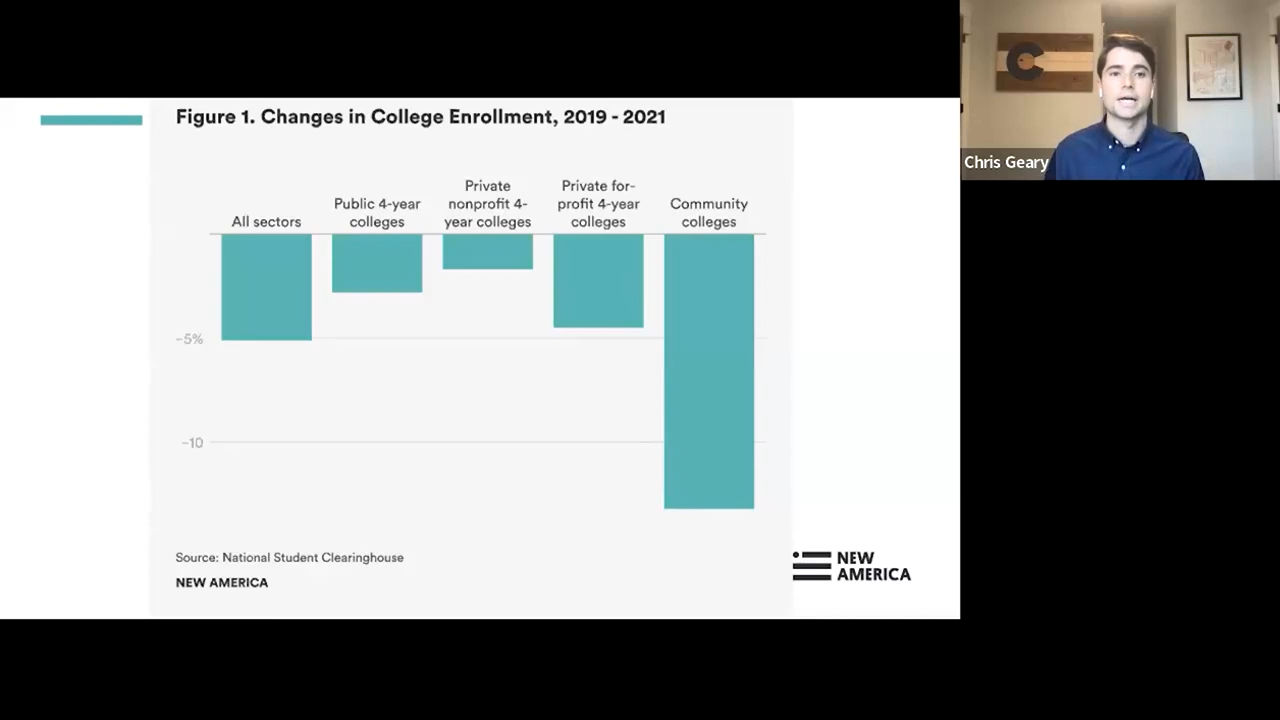 Figure 1. Changes in College Enrollment, 2019 - 2021
All sectors
Public 4-year
colleges
Private
nonprofit 4-
year colleges
Private for-
profit 4-year
colleges
Community
colleges
−5%
−10
Source: National Student Clearinghouse
NEW AMERICA
NEW
AMERICA
Chris Geary